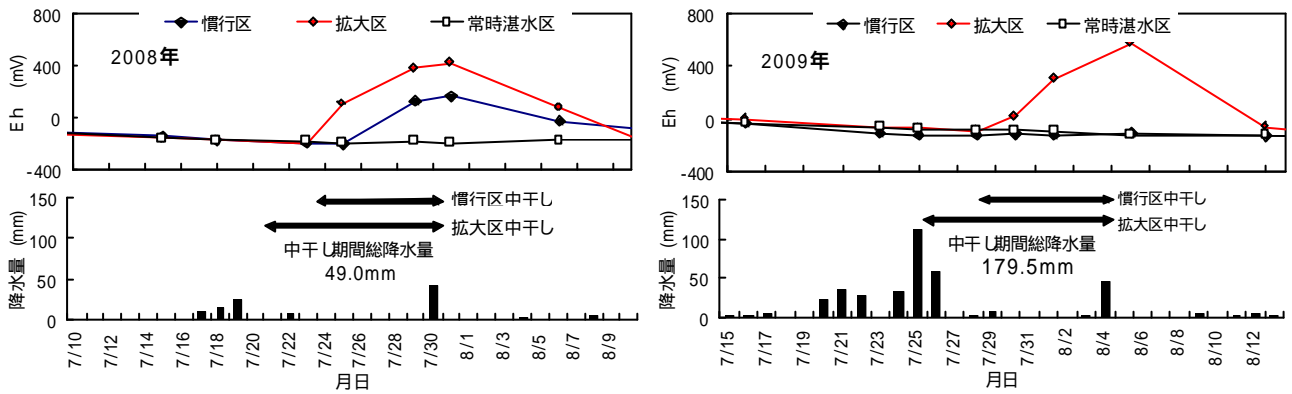 慣行区 拡大区 常時湛水区
2008年
Eh (mV)
800
400
0
-400
慣行区中干し
拡大区中干し
中干し期間総降水量
49.0mm
降水量 (mm)
150
100
50
0
7/10 7/12 7/14 7/16 7/18 7/20 7/22 7/24 7/26 7/28 7/30 8/1 8/3 8/5 8/7 8/9
月日
慣行区 拡大区 常時湛水区
2009年
Eh (mV)
800
400
0
-400
慣行区中干し
拡大区中干し
中干し期間総降水量
179.5mm
降水量 (mm)
150
100
50
0
7/15 7/17 7/19 7/21 7/23 7/25 7/27 7/29 7/31 8/2 8/4 8/6 8/8 8/10 8/12
月日